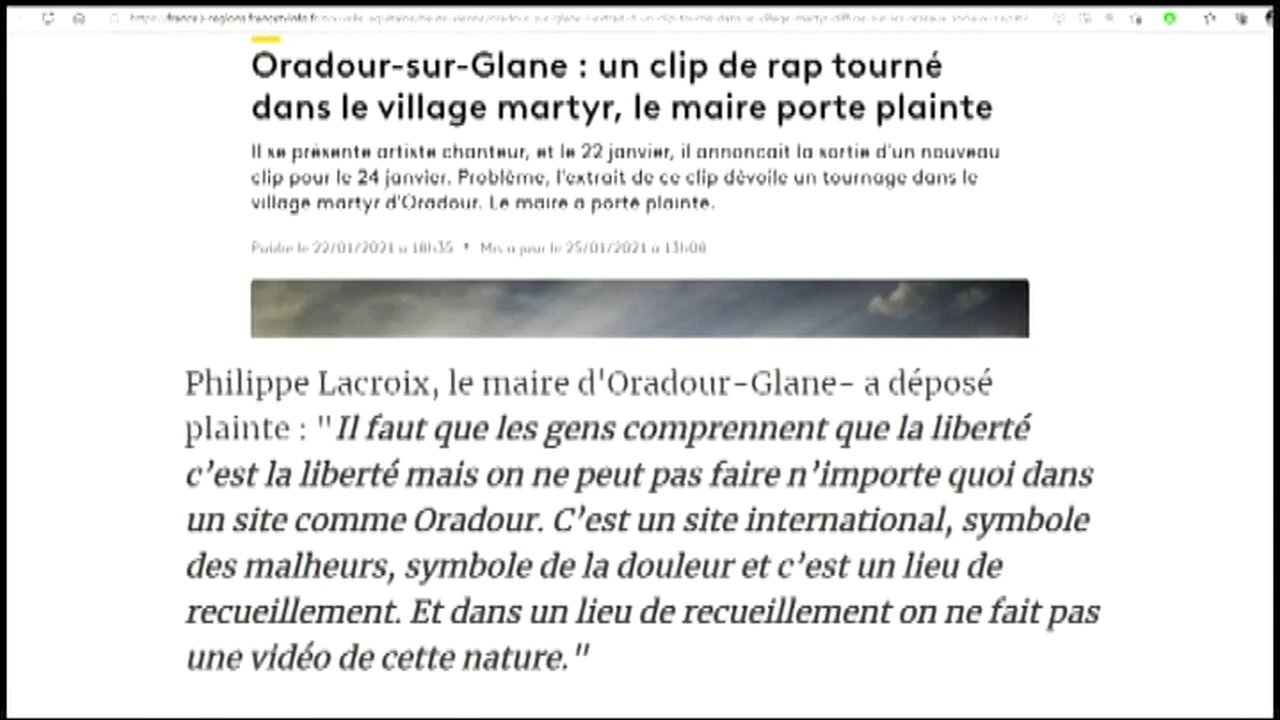 Oradour-sur-Glane : un clip de rap tourné
dans le village martyr, le maire porte plainte
Il se présente artiste chanteur, et le 22 janvier, il annonçait la sortie d'un nouveau
clip pour le 24 janvier. Problème, l'extrait de ce clip dévoile un tournage dans le
village martyr d'Oradour. Le maire a porté plainte.
Publié le 22/01/2021 à 18h35 • Mis à jour le 25/01/2021 à 13h08
Philippe Lacroix, le maire d'Oradour-Glane- a déposé
plainte : "Il faut que les gens comprennent que la liberté
c’est la liberté mais on ne peut pas faire n’importe quoi dans
un site comme Oradour. C’est un site international, symbole
des malheurs, symbole de la douleur et c’est un lieu de
recueillement. Et dans un lieu de recueillement on ne fait pas
une vidéo de cette nature."